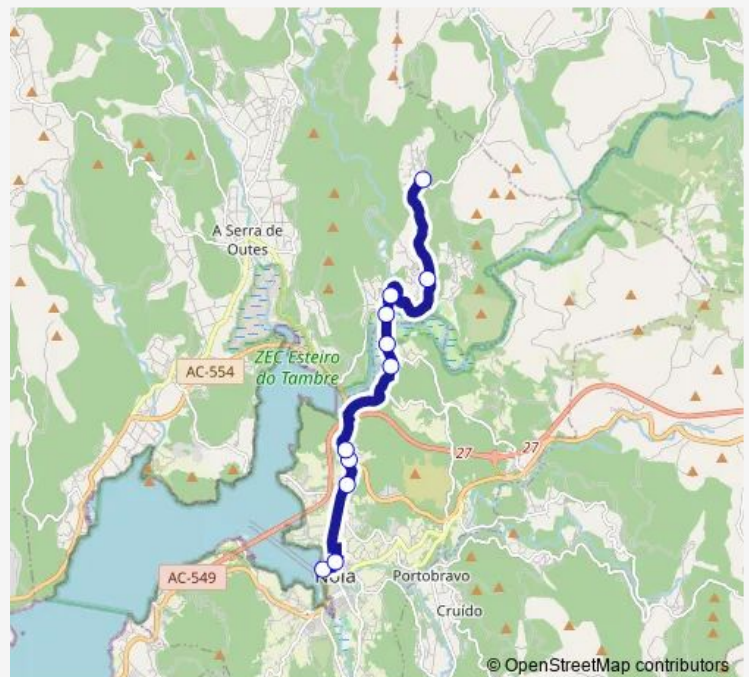 A Serra de
Outes
ZEC Esteiro
do Tambre
AC-554
27
27
AC-549
Noia
Portobravo
Cruído
© OpenStreetMap contributors